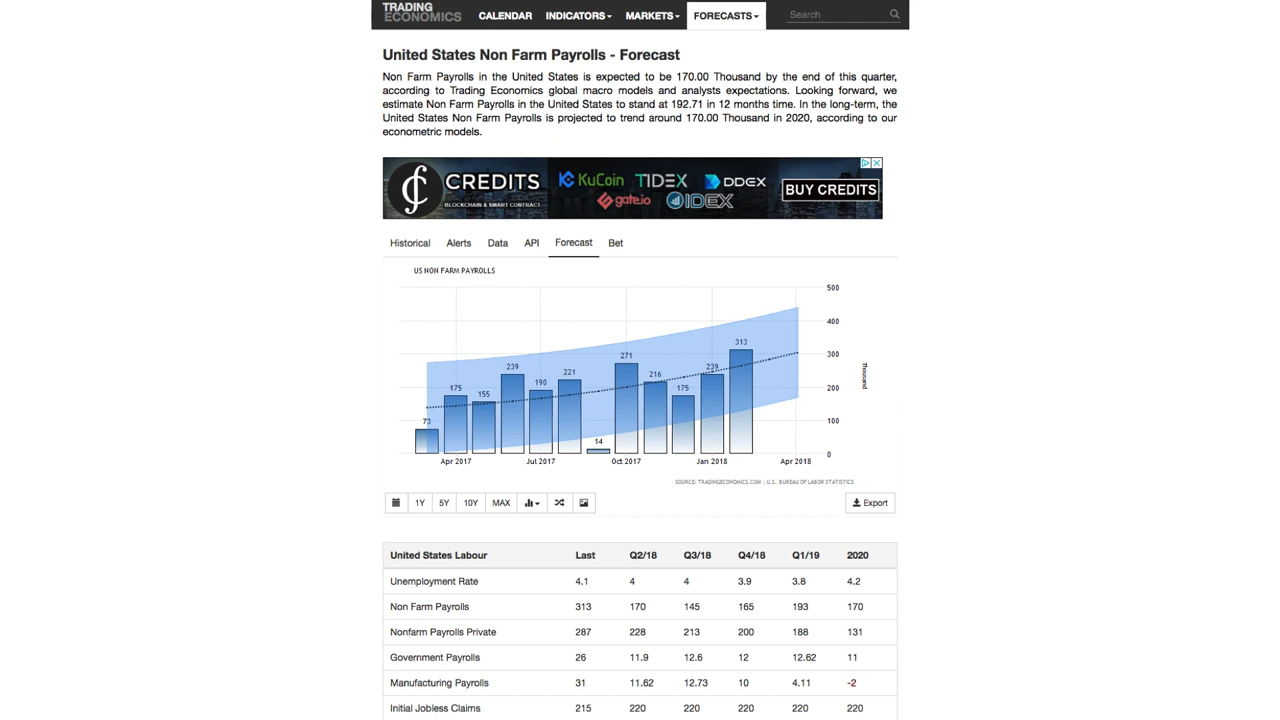 TRADING
ECONOMICS
CALENDAR INDICATORS MARKETS FORECASTS Search
United States Non Farm Payrolls - Forecast
Non Farm Payrolls in the United States is expected to be 170.00 Thousand by the end of this quarter,
according to Trading Economics global macro models and analysts expectations. Looking forward, we
estimate Non Farm Payrolls in the United States to stand at 192.71 in 12 months time. In the long-term, the
United States Non Farm Payrolls is projected to trend around 170.00 Thousand in 2020, according to our
econometric models.
CREDITS
BLOCKCHAIN & SMART CONTRACT
KuCoin TIDEX DDEX
gate.io IDEX
BUY CREDITS
Historical Alerts Data API Forecast Bet
US NON FARM PAYROLLS
500
400
300
200
100
0
Thousand
73 175 155 239 190 221 14 271 216 175 239 313
Apr 2017 Jul 2017 Oct 2017 Jan 2018 Apr 2018
SOURCE: TRADINGECONOMICS.COM | U.S. BUREAU OF LABOR STATISTICS
1Y 5Y 10Y MAX Export
United States Labour Last Q2/18 Q3/18 Q4/18 Q1/19 2020
Unemployment Rate 4.1 4 4 3.9 3.8 4.2
Non Farm Payrolls 313 170 145 165 193 170
Nonfarm Payrolls Private 287 228 213 200 188 131
Government Payrolls 26 11.9 12.6 12 12.62 11
Manufacturing Payrolls 31 11.62 12.73 10 4.11 -2
Initial Jobless Claims 215 220 220 220 220 220